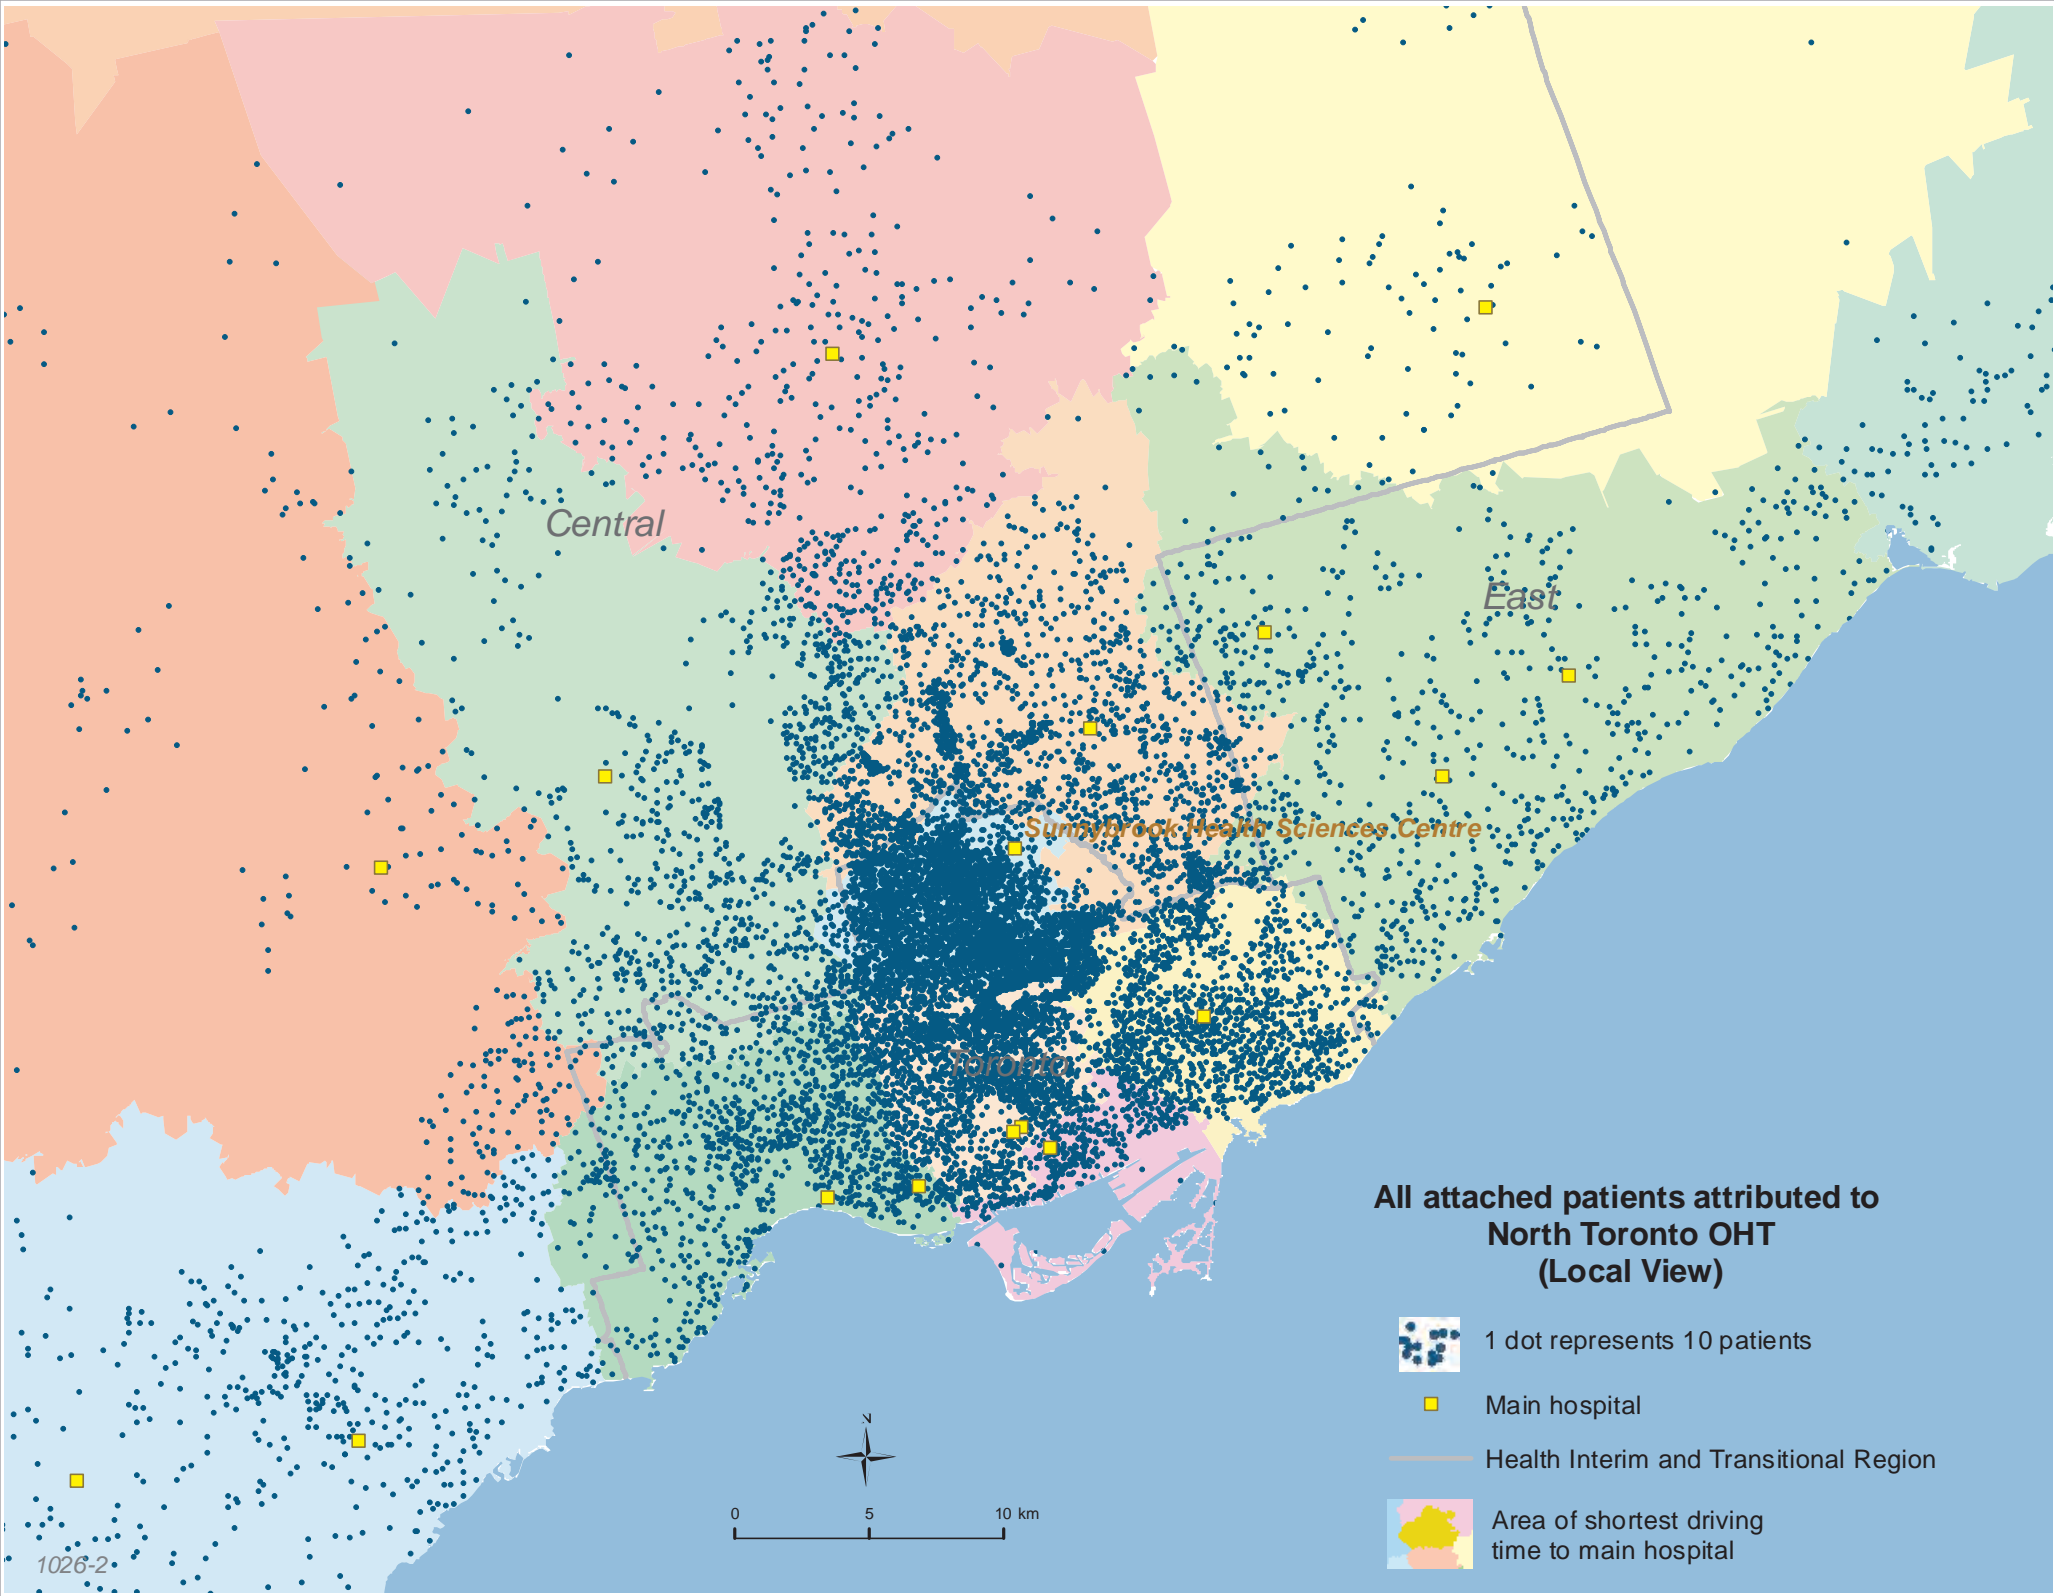 Central
East
Sunnybrook Health Sciences Centre
Toronto
All attached patients attributed to
North Toronto OHT
(Local View)
1 dot represents 10 patients
Main hospital
Health Interim and Transitional Region
Area of shortest driving
time to main hospital
N
0 5 10 km
1026-2